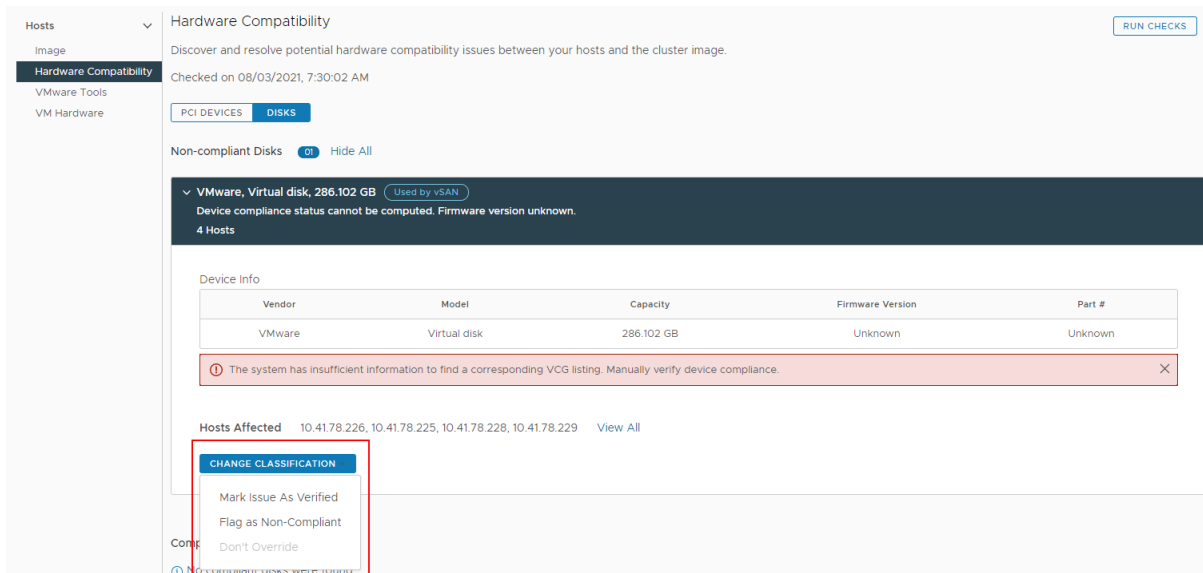 Hosts
Image
Hardware Compatibility
VMware Tools
VM Hardware
Hardware Compatibility
RUN CHECKS
Discover and resolve potential hardware compatibility issues between your hosts and the cluster image.
Checked on 08/03/2021, 7:30:02 AM
PCI DEVICES DISKS
Non-compliant Disks 01 Hide All
VMware, Virtual disk, 286.102 GB Used by vSAN
Device compliance status cannot be computed. Firmware version unknown.
4 Hosts
Device Info
Vendor Model Capacity Firmware Version Part #
VMware Virtual disk 286.102 GB Unknown Unknown
The system has insufficient information to find a corresponding VCG listing. Manually verify device compliance.
Hosts Affected 10.41.78.226, 10.41.78.225, 10.41.78.228, 10.41.78.229 View All
CHANGE CLASSIFICATION
Mark Issue As Verified
Flag as Non-Compliant
Comp
Don't Override
No compliant disks were found